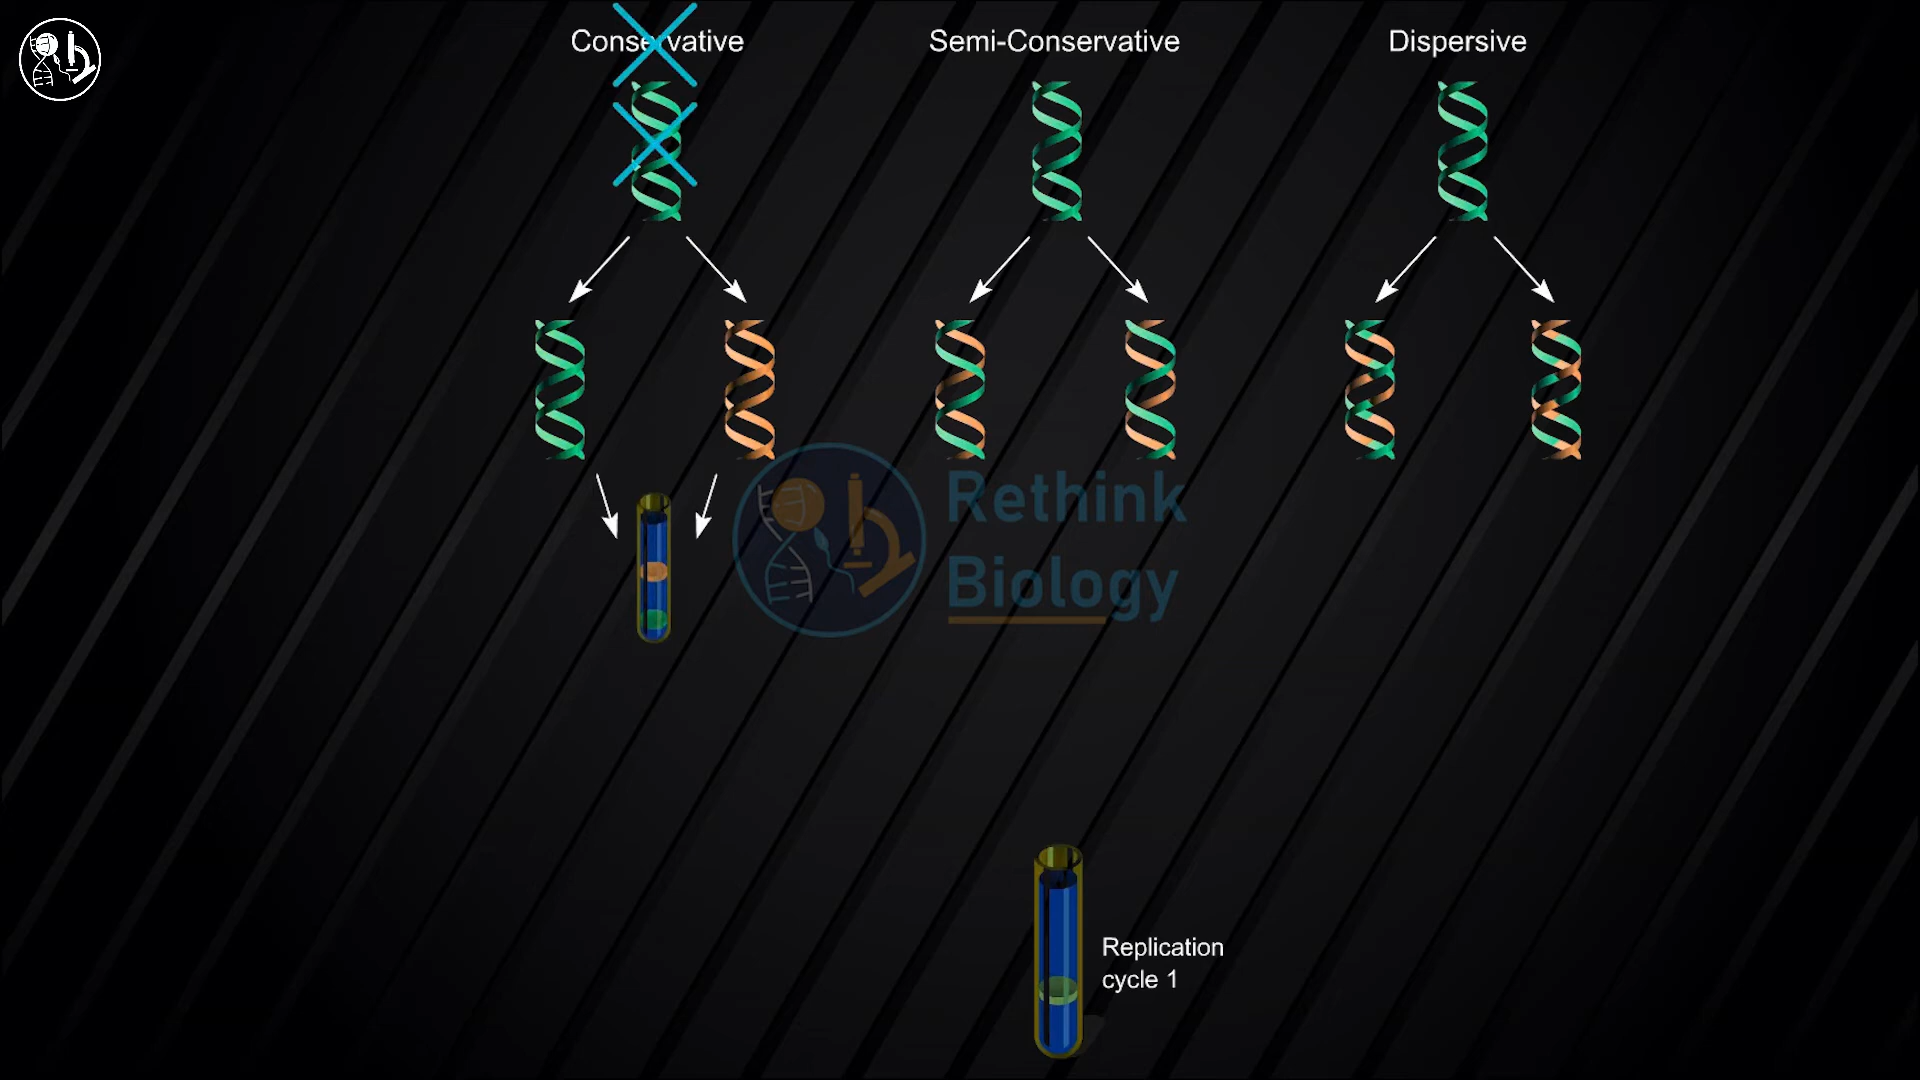 Conservative
Semi-Conservative
Dispersive
Rethink
Biology
Replication
cycle 1